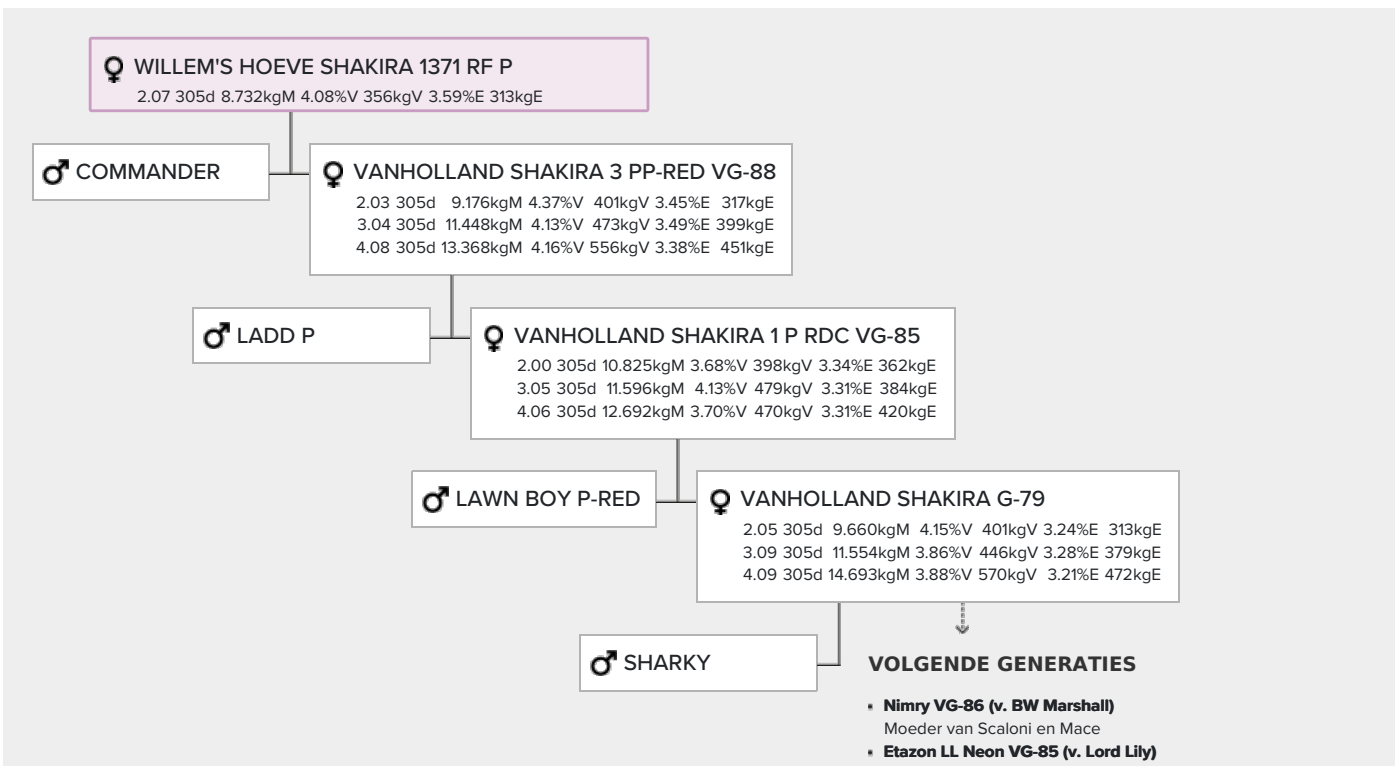 WILLEM'S HOEVE SHAKIRA 1371 RF P
2.07 305d 8.732kgM 4.08%V 356kgV 3.59%E 313kgE
COMMANDER
VANHOLLAND SHAKIRA 3 PP-RED VG-88
2.03 305d 9.176kgM 4.37%V 401kgV 3.45%E 317kgE
3.04 305d 11.448kgM 4.13%V 473kgV 3.49%E 399kgE
4.08 305d 13.368kgM 4.16%V 556kgV 3.38%E 451kgE
LADD P
VANHOLLAND SHAKIRA 1 P RDC VG-85
2.00 305d 10.825kgM 3.68%V 398kgV 3.34%E 362kgE
3.05 305d 11.596kgM 4.13%V 479kgV 3.31%E 384kgE
4.06 305d 12.692kgM 3.70%V 470kgV 3.31%E 420kgE
LAWN BOY P-RED
VANHOLLAND SHAKIRA G-79
2.05 305d 9.660kgM 4.15%V 401kgV 3.24%E 313kgE
3.09 305d 11.554kgM 3.86%V 446kgV 3.28%E 379kgE
4.09 305d 14.693kgM 3.88%V 570kgV 3.21%E 472kgE
SHARKY
VOLGENDE GENERATIES
▪ Nimry VG-86 (v. BW Marshall)
Moeder van Scaloni en Mace
▪ Etazon LL Neon VG-85 (v. Lord Lily)